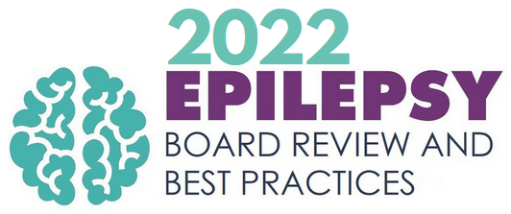 2022
EPILEPSY
BOARD REVIEW AND
BEST PRACTICES